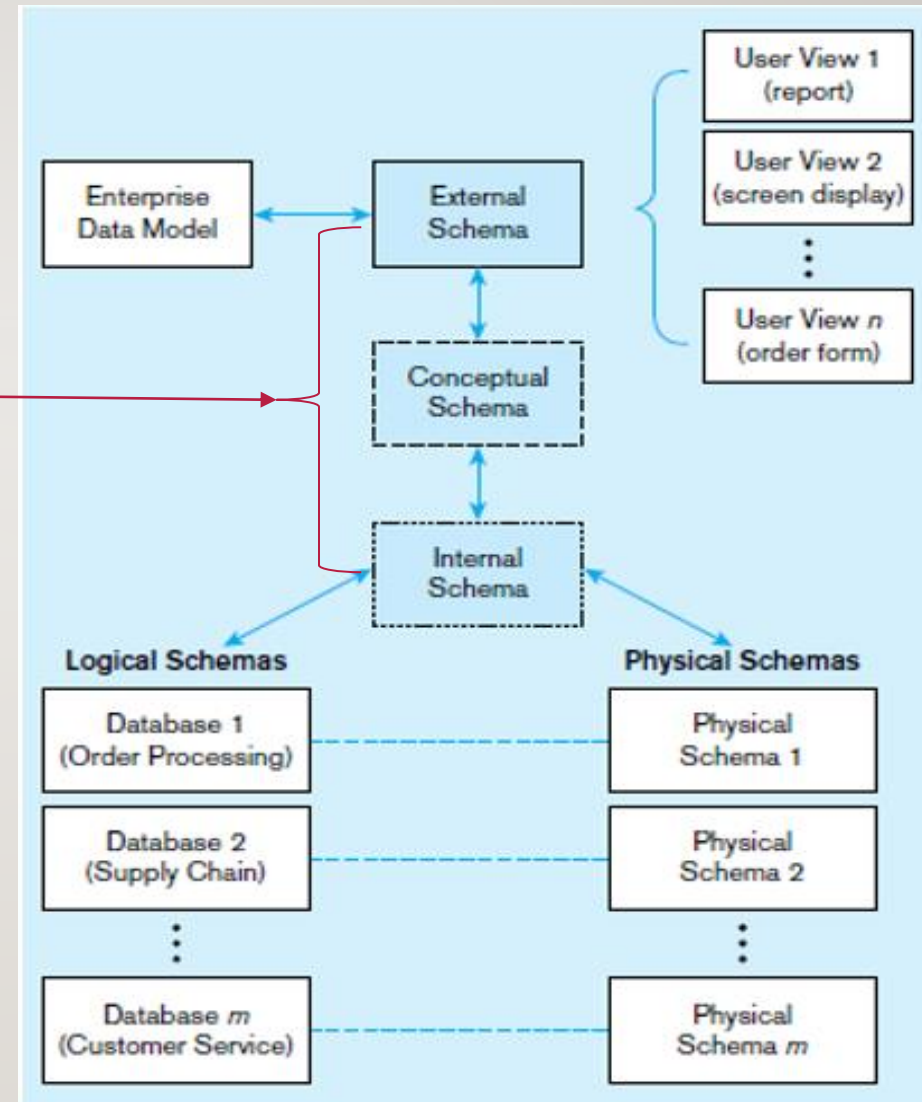 User View 1
(report)
User View 2
(screen display)
User View n
(order form)
Enterprise
Data Model
External
Schema
Conceptual
Schema
Internal
Schema
Logical Schemas
Physical Schemas
Database 1
(Order Processing)
Physical
Schema 1
Database 2
(Supply Chain)
Physical
Schema 2
Database m
(Customer Service)
Physical
Schema m